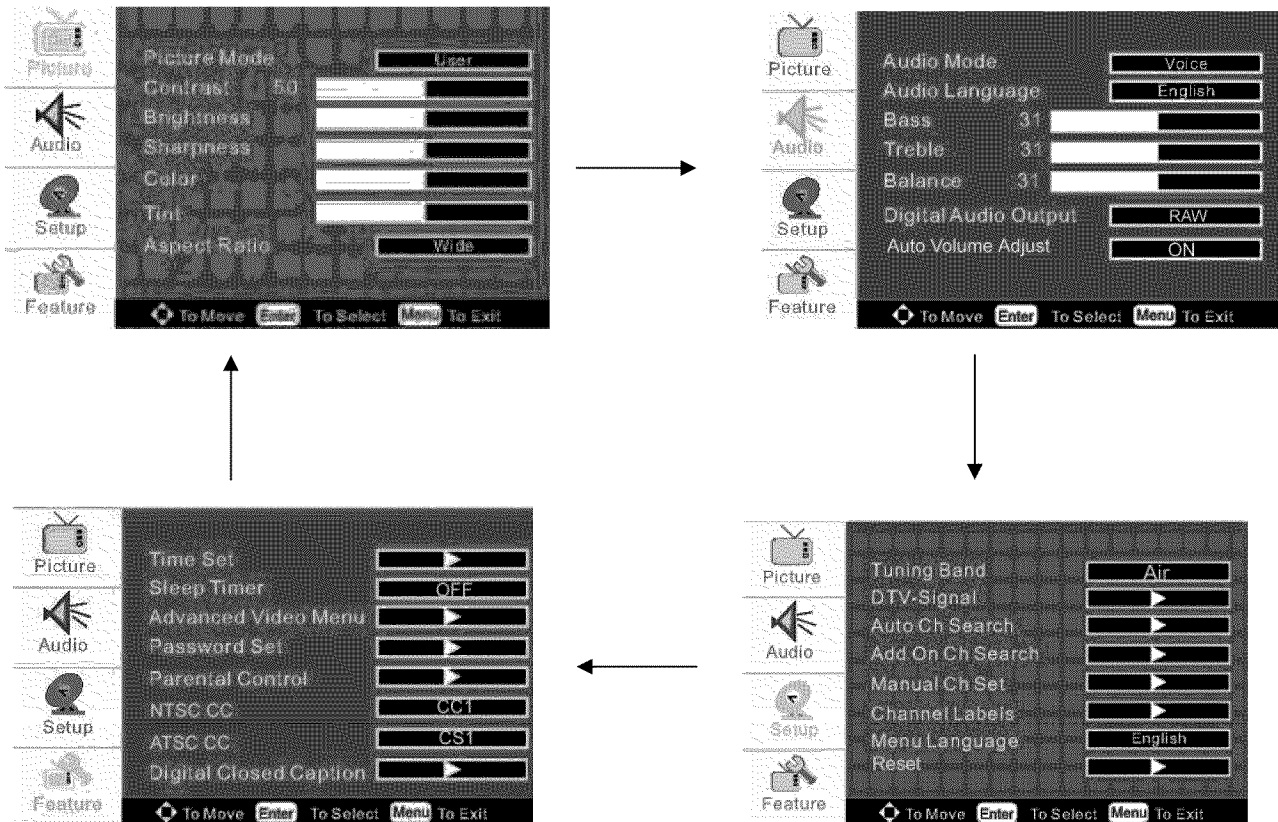 Picture
Audio
Setup
Feature
Picture Mode User
Contrast 50
Brightness
Sharpness
Color
Tint
Aspect Ratio Wide
To Move Enter To Select Menu To Exit
Picture
Audio
Setup
Feature
Audio Mode Voice
Audio Language English
Bass 31
Treble 31
Balance 31
Digital Audio Output RAW
Auto Volume Adjust ON
To Move Enter To Select Menu To Exit
Picture
Audio
Setup
Feature
Time Set
Sleep Timer OFF
Advanced Video Menu
Password Set
Parental Control
NTSC CC CC1
ATSC CC CS1
Digital Closed Caption
To Move Enter To Select Menu To Exit
Picture
Audio
Setup
Feature
Tuning Band Air
DTV-Signal
Auto Ch Search
Add On Ch Search
Manual Ch Set
Channel Labels
Menu Language English
Reset
To Move Enter To Select Menu To Exit